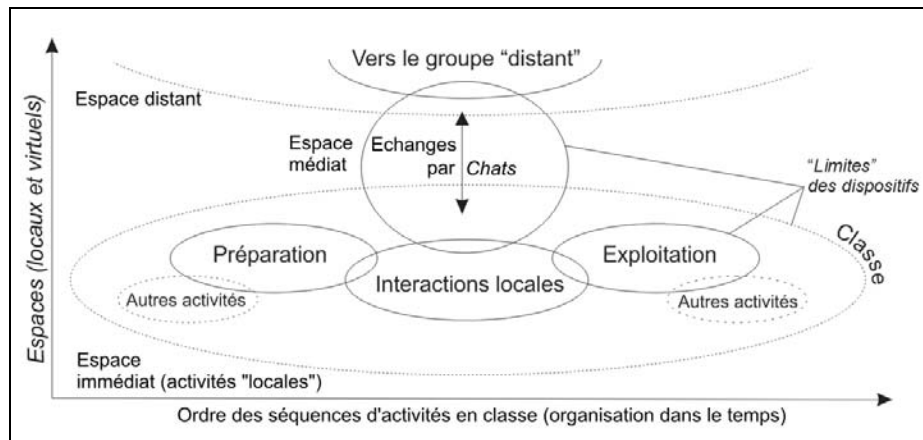 Vers le groupe “distant”
Espace distant
Espace
médiat
Echanges
par Chats
“Limites”
des dispositifs
Classe
Préparation
Exploitation
Interactions locales
Autres activités
Autres activités
Espace
immédiat (activités "locales")
Espaces (locaux et virtuels)
Ordre des séquences d'activités en classe (organisation dans le temps)